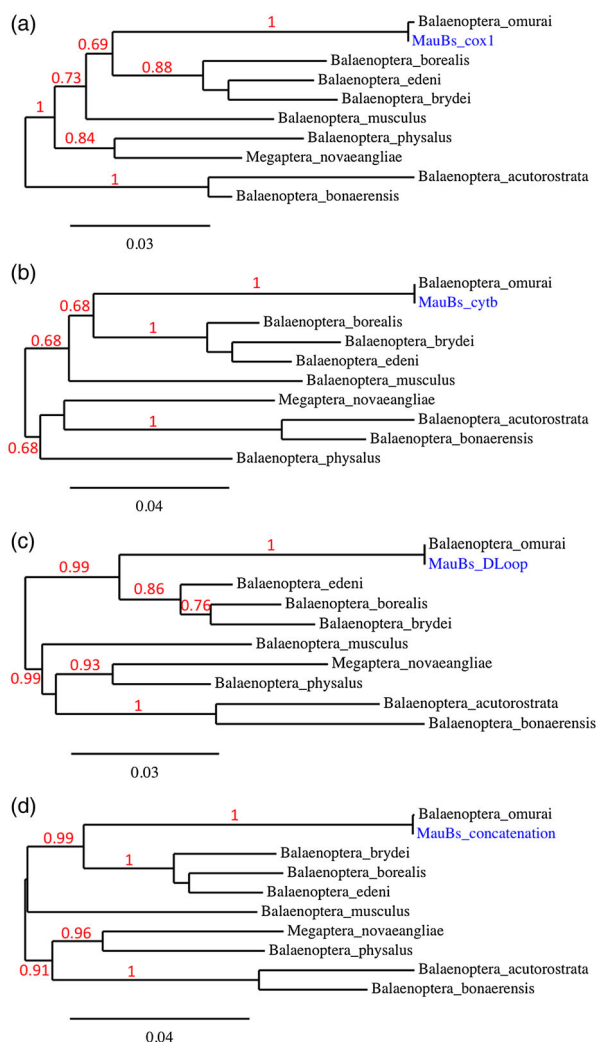 (a)
1
Balaenoptera_omurai
MauBs_cox1
0.69
0.88
Balaenoptera_borealis
0.73
Balaenoptera_edeni
Balaenoptera_brydei
1
Balaenoptera_musculus
0.84
Balaenoptera_physalus
Megaptera_novaeangliae
1
Balaenoptera_acutorostrata
Balaenoptera_bonaerensis
0.03
(b)
1
Balaenoptera_omurai
MauBs_cytb
0.68
Balaenoptera_borealis
1
0.68
Balaenoptera_brydei
Balaenoptera_edeni
Balaenoptera_musculus
Megaptera_novaeangliae
1
Balaenoptera_acutorostrata
0.68
Balaenoptera_bonaerensis
Balaenoptera_physalus
0.04
(c)
1
Balaenoptera_omurai
MauBs_DLoop
0.99
0.86
Balaenoptera_edeni
0.76
Balaenoptera_borealis
Balaenoptera_brydei
Balaenoptera_musculus
0.93
Megaptera_novaeangliae
0.99
Balaenoptera_physalus
1
Balaenoptera_acutorostrata
Balaenoptera_bonaerensis
0.03
(d)
1
Balaenoptera_omurai
MauBs_concatenation
0.99
Balaenoptera_brydei
1
Balaenoptera_borealis
Balaenoptera_edeni
Balaenoptera_musculus
0.96
Megaptera_novaeangliae
Balaenoptera_physalus
0.91
1
Balaenoptera_acutorostrata
Balaenoptera_bonaerensis
0.04